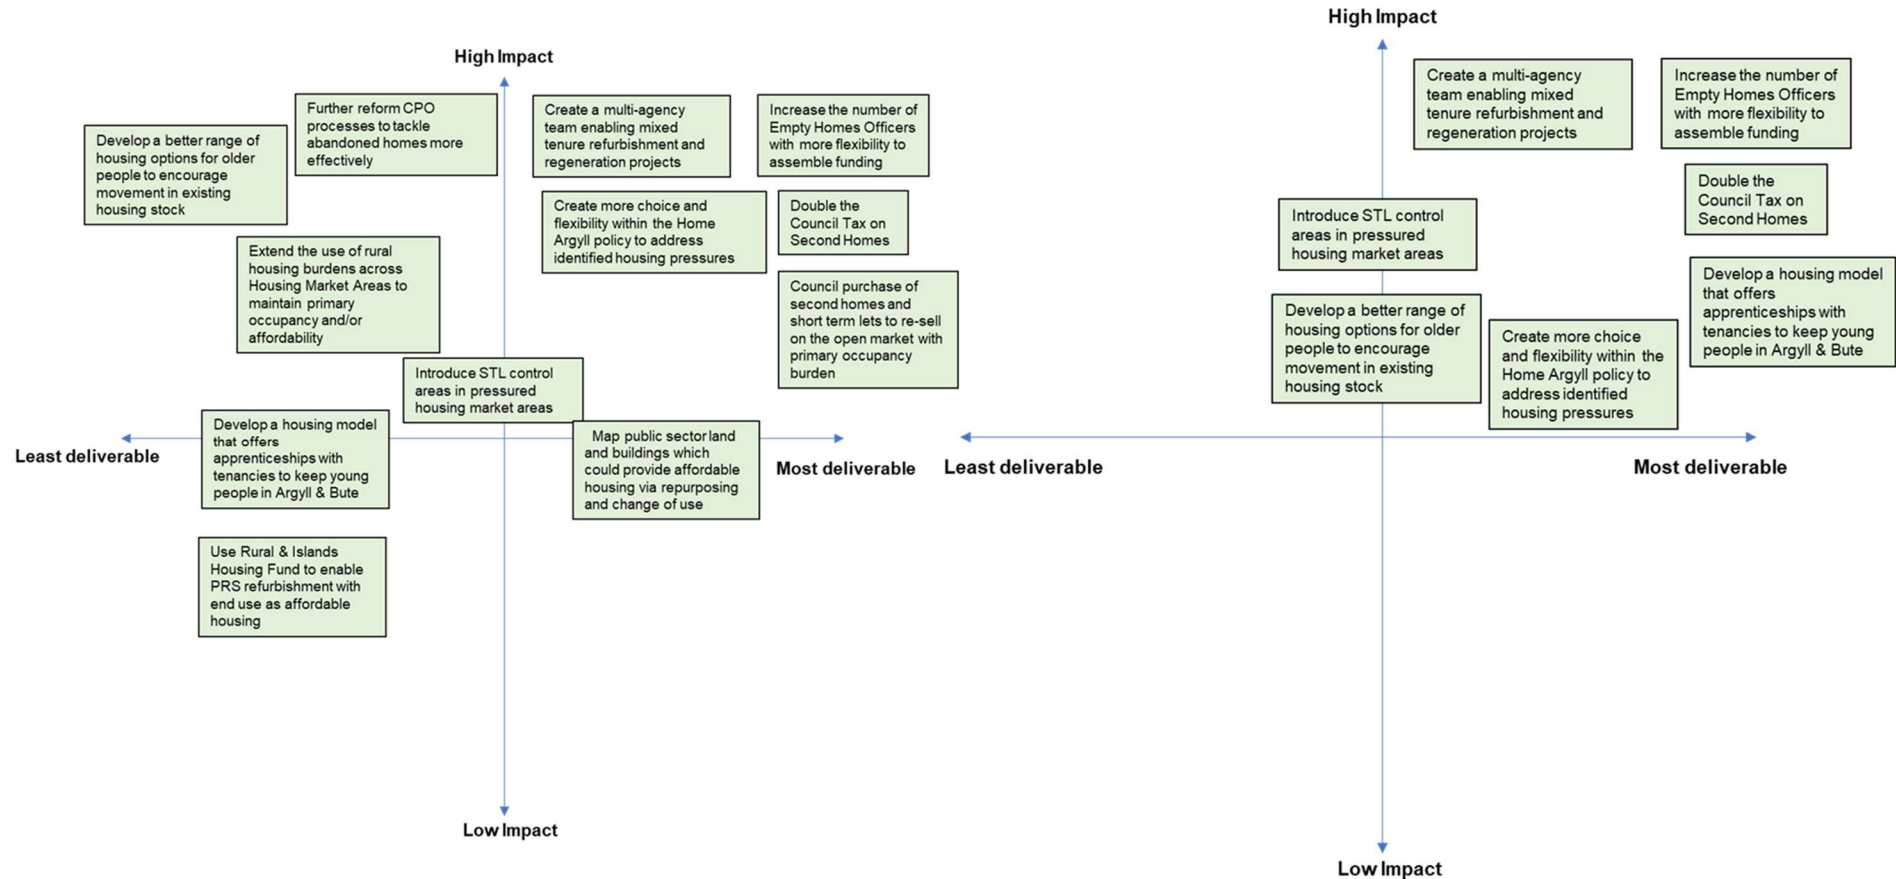 High Impact
Further reform CPO
processes to tackle
abandoned homes more
effectively
Develop a better range of
housing options for older
people to encourage
movement in existing
housing stock
Create a multi-agency
team enabling mixed
tenure refurbishment and
regeneration projects
Increase the number of
Empty Homes Officers
with more flexibility to
assemble funding
Create more choice and
flexibility within the Home
Argyll policy to address
identified housing pressures
Double the
Council Tax on
Second Homes
Extend the use of rural
housing burdens across
Housing Market Areas to
maintain primary
occupancy and/or
affordability
Council purchase of
second homes and
short term lets to re-sell
on the open market with
primary occupancy
burden
Introduce STL control
areas in pressured
housing market areas
Develop a housing model
that offers
apprenticeships with
tenancies to keep young
people in Argyll & Bute
Map public sector land
and buildings which
could provide affordable
housing via repurposing
and change of use
Least deliverable
Most deliverable
Use Rural & Islands
Housing Fund to enable
PRS refurbishment with
end use as affordable
housing
Low Impact
High Impact
Create a multi-agency
team enabling mixed
tenure refurbishment and
regeneration projects
Increase the number of
Empty Homes Officers
with more flexibility to
assemble funding
Double the
Council Tax on
Second Homes
Introduce STL control
areas in pressured
housing market areas
Develop a housing model
that offers
apprenticeships with
tenancies to keep young
people in Argyll & Bute
Develop a better range of
housing options for older
people to encourage
movement in existing
housing stock
Create more choice
and flexibility within the
Home Argyll policy to
address identified
housing pressures
Least deliverable
Most deliverable
Low Impact